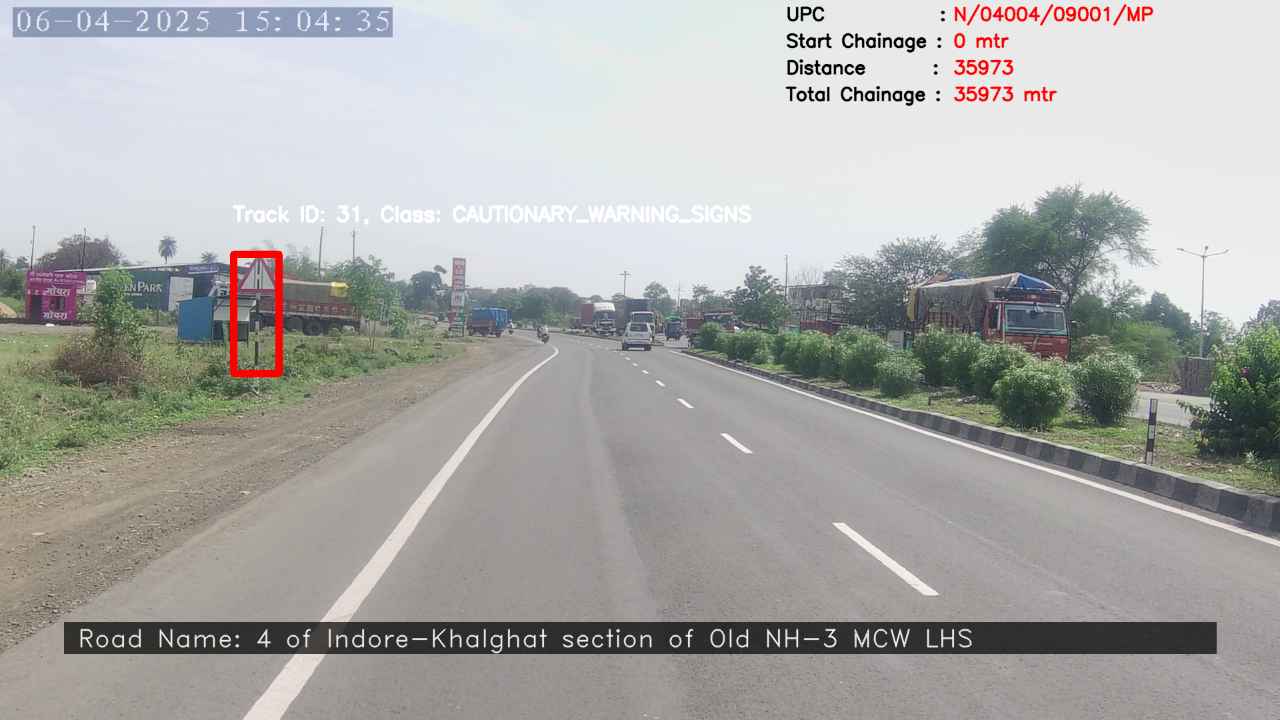 06-04-2025 15:04:35
UPC : N/04004/09001/MP
Start Chainage : 0 mtr
Distance : 35973
Total Chainage : 35973 mtr
Track ID: 31, Class: CAUTIONARY_WARNING_SIGNS
PARK
Road Name: 4 of Indore-Khalghat section of Old NH-3 MCW LHS